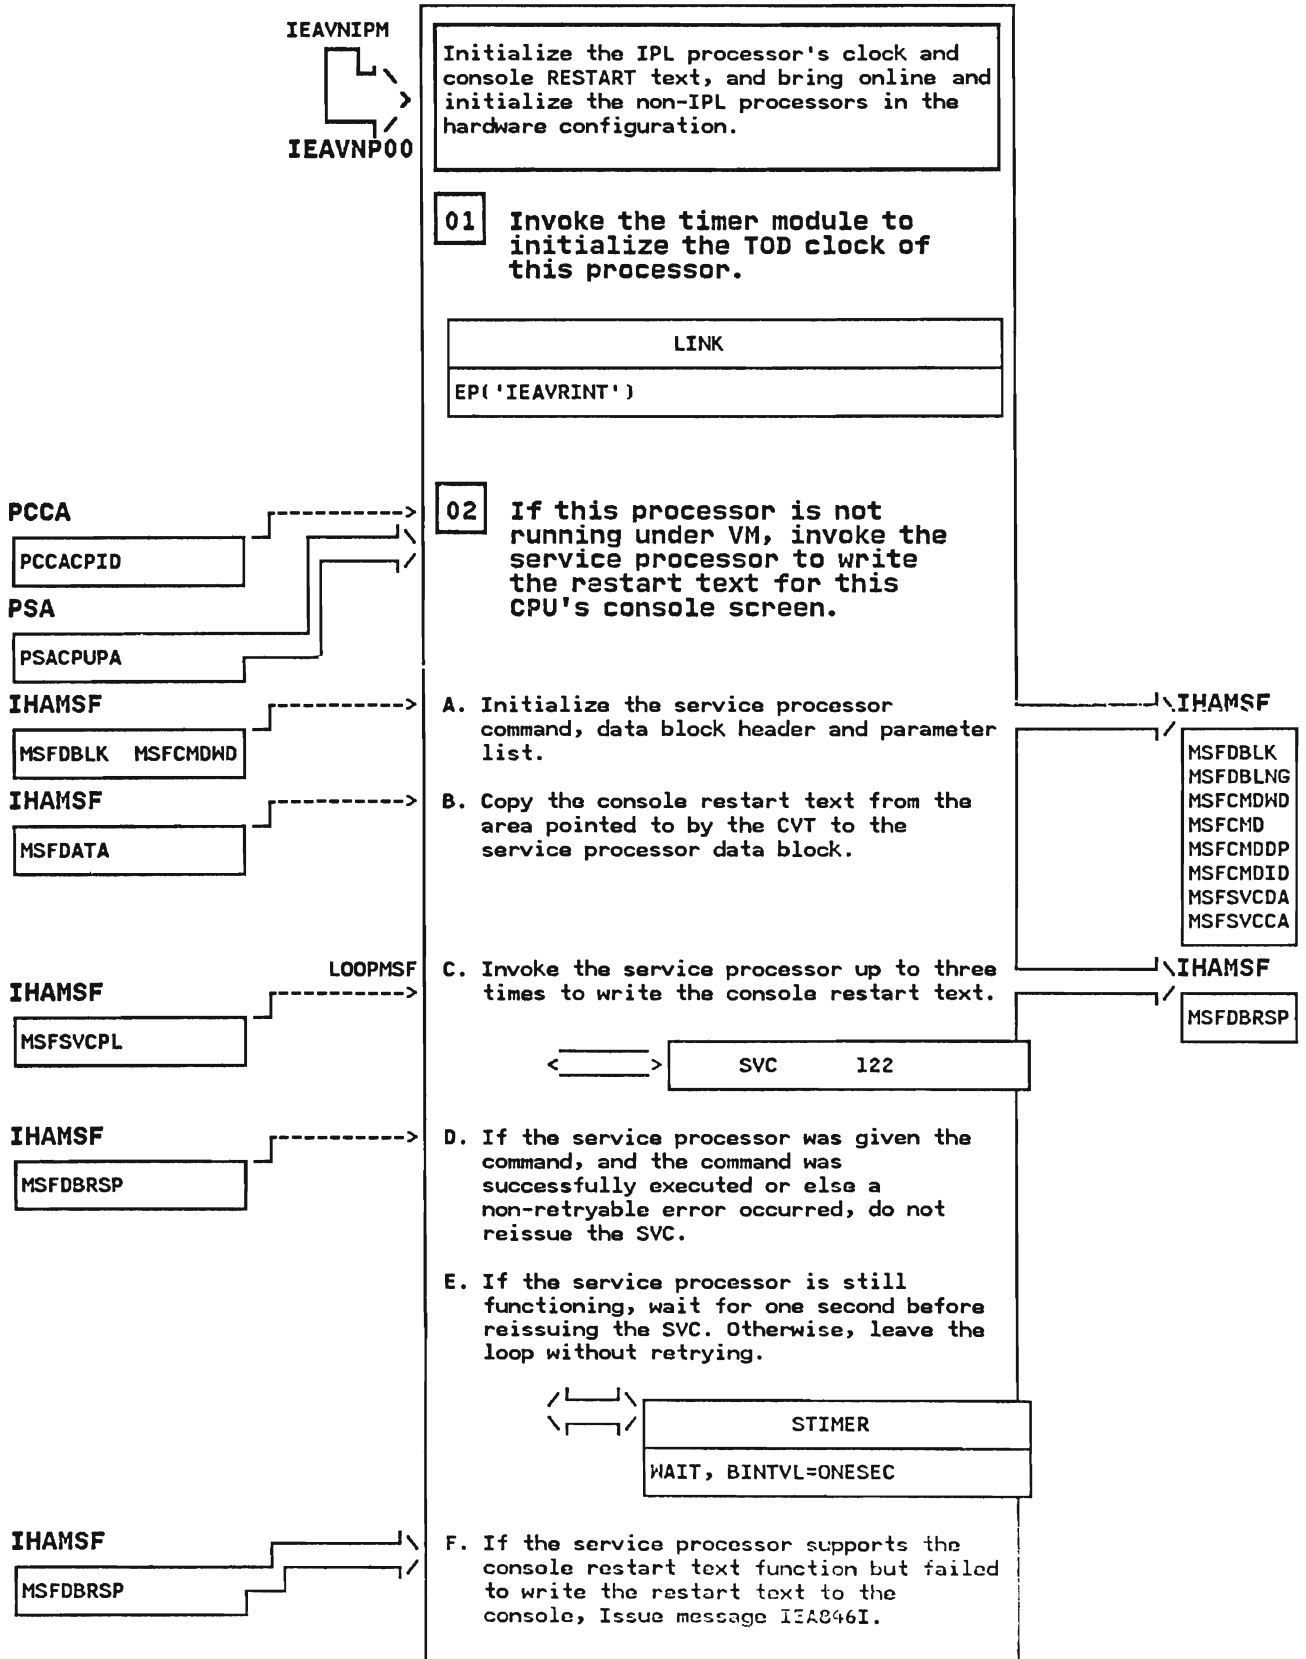 IEAVNIPM
Initialize the IPL processor's clock and
console RESTART text, and bring online and
initialize the non-IPL processors in the
hardware configuration.
IEAVNP00
01 Invoke the timer module to
initialize the TOD clock of
this processor.
LINK
EP('IEAVRINT')
PCCA
PCCACPID
PSA
PSACPUPA
02 If this processor is not
running under VM, invoke the
service processor to write
the restart text for this
CPU's console screen.
IHAMSF
MSFDBLK MSFCMDWD
A. Initialize the service processor
command, data block header and parameter
list.
IHAMSF
MSFDBLK
MSFDBLNG
MSFCMDWD
MSFCMD
MSFCMDDP
MSFCMDID
MSFSVCDA
MSFSVCCA
IHAMSF
MSFDATA
B. Copy the console restart text from the
area pointed to by the CVT to the
service processor data block.
LOOPMSF
IHAMSF
MSFSVCPL
C. Invoke the service processor up to three
times to write the console restart text.
IHAMSF
MSFDBRSP
SVC 122
IHAMSF
MSFDBRSP
D. If the service processor was given the
command, and the command was
successfully executed or else a
non-retryable error occurred, do not
reissue the SVC.
E. If the service processor is still
functioning, wait for one second before
reissuing the SVC. Otherwise, leave the
loop without retrying.
STIMER
WAIT, BINTVL=ONESEC
IHAMSF
MSFDBRSP
F. If the service processor supports the
console restart text function but failed
to write the restart text to the
console, Issue message IEA846I.